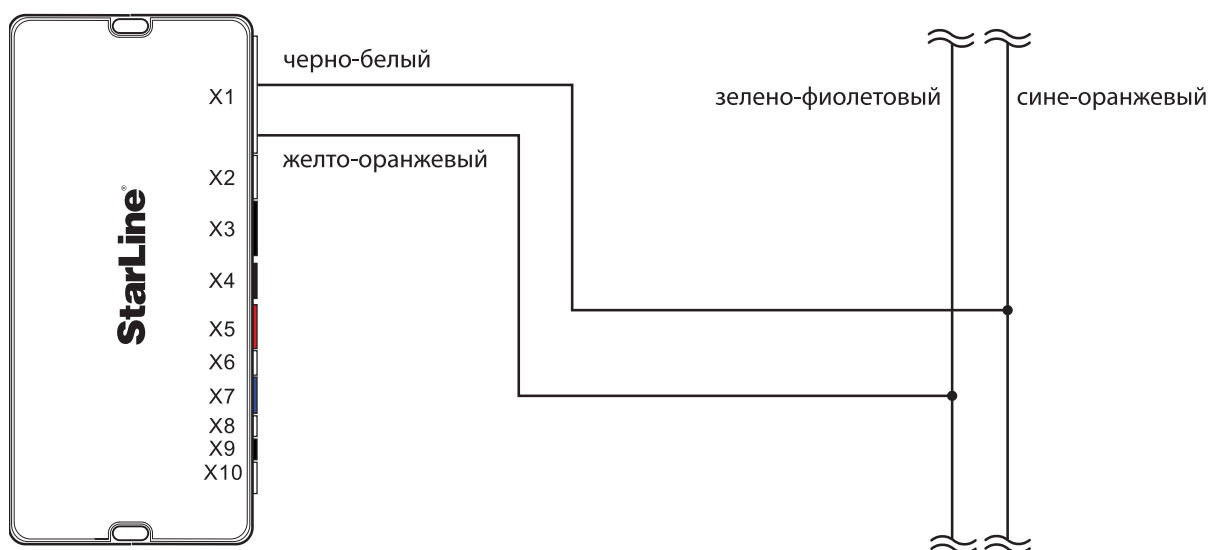 черно-белый
X1
зелено-фиолетовый
сине-оранжевый
желто-оранжевый
X2
StarLine®
X3
X4
X5
X6
X7
X8
X9
X10